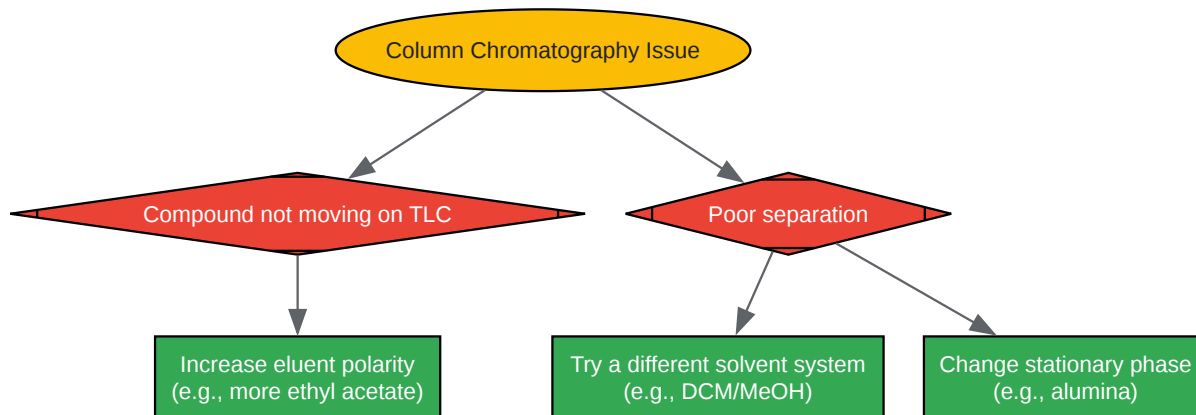 Column Chromatography Issue
Compound not moving on TLC
Poor separation
Increase eluent polarity
(e.g., more ethyl acetate)
Try a different solvent system
(e.g., DCM/MeOH)
Change stationary phase
(e.g., alumina)